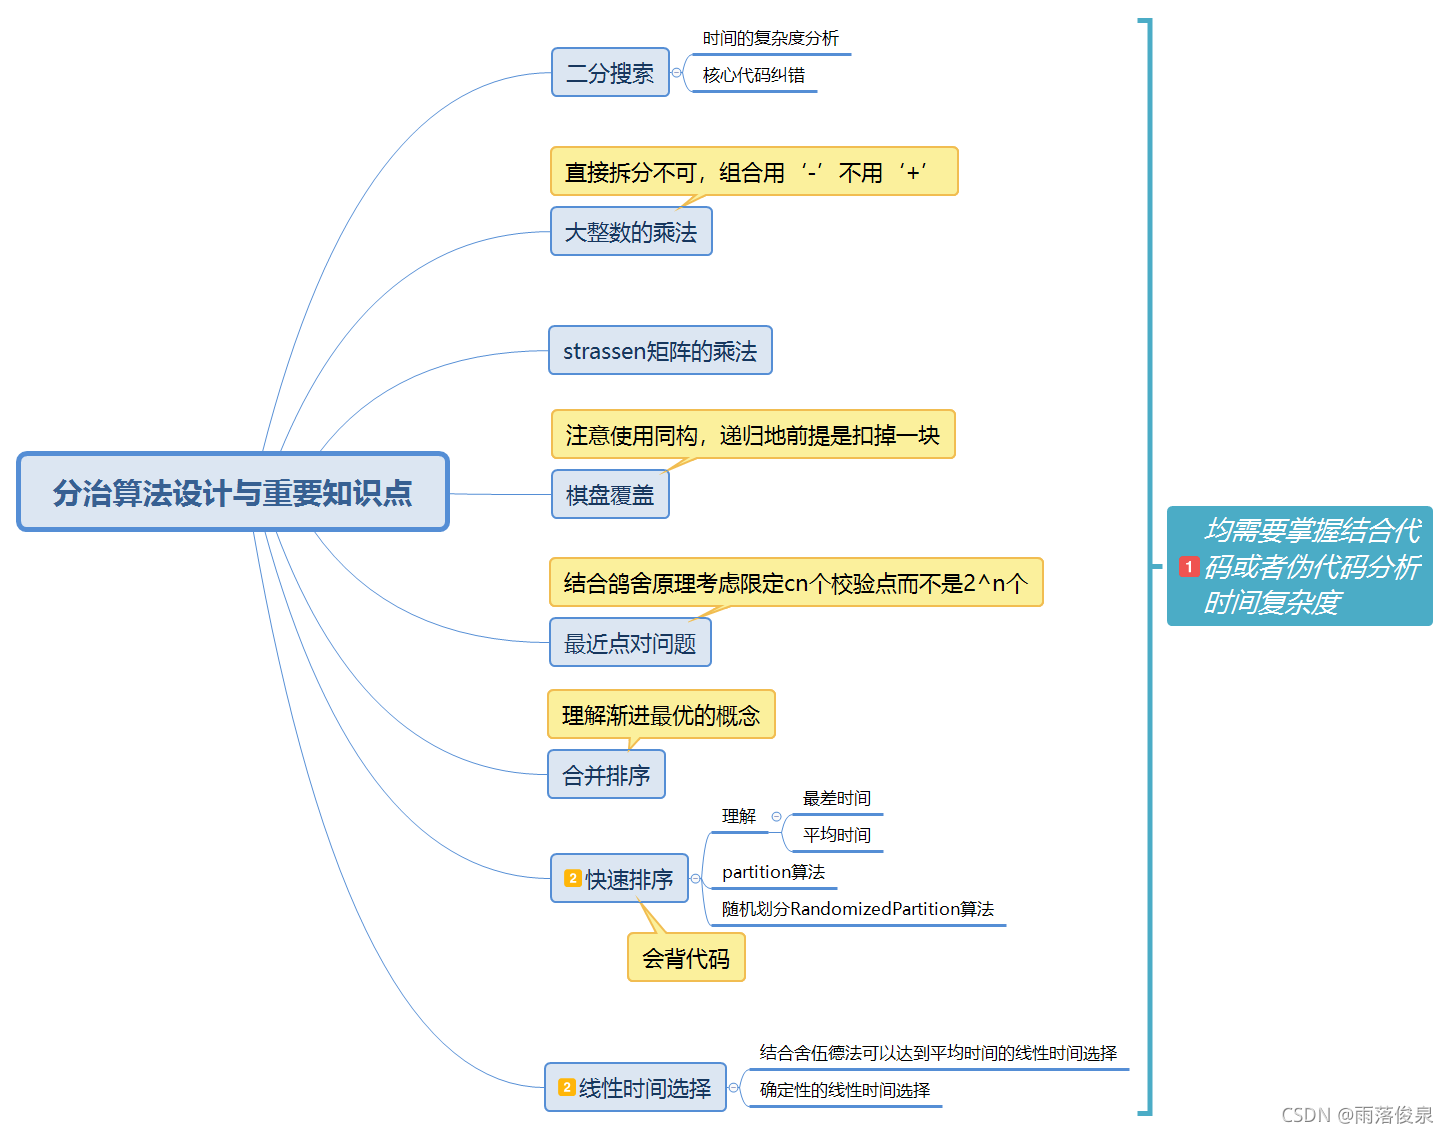 分治算法设计与重要知识点
二分搜索
时间的复杂度分析
核心代码纠错
直接拆分不可，组合用‘-’不用‘+’
大整数的乘法
strassen矩阵的乘法
注意使用同构，递归地前提是扣掉一块
棋盘覆盖
结合鸽舍原理考虑限定cn个校验点而不是2^n个
最近点对问题
理解渐进最优的概念
合并排序
2 快速排序
理解
最差时间
平均时间
partition算法
随机划分RandomizedPartition算法
会背代码
2 线性时间选择
结合舍伍德法可以达到平均时间的线性时间选择
确定性的线性时间选择
1
均需要掌握结合代
码或者伪代码分析
时间复杂度
CSDN @雨落俊泉